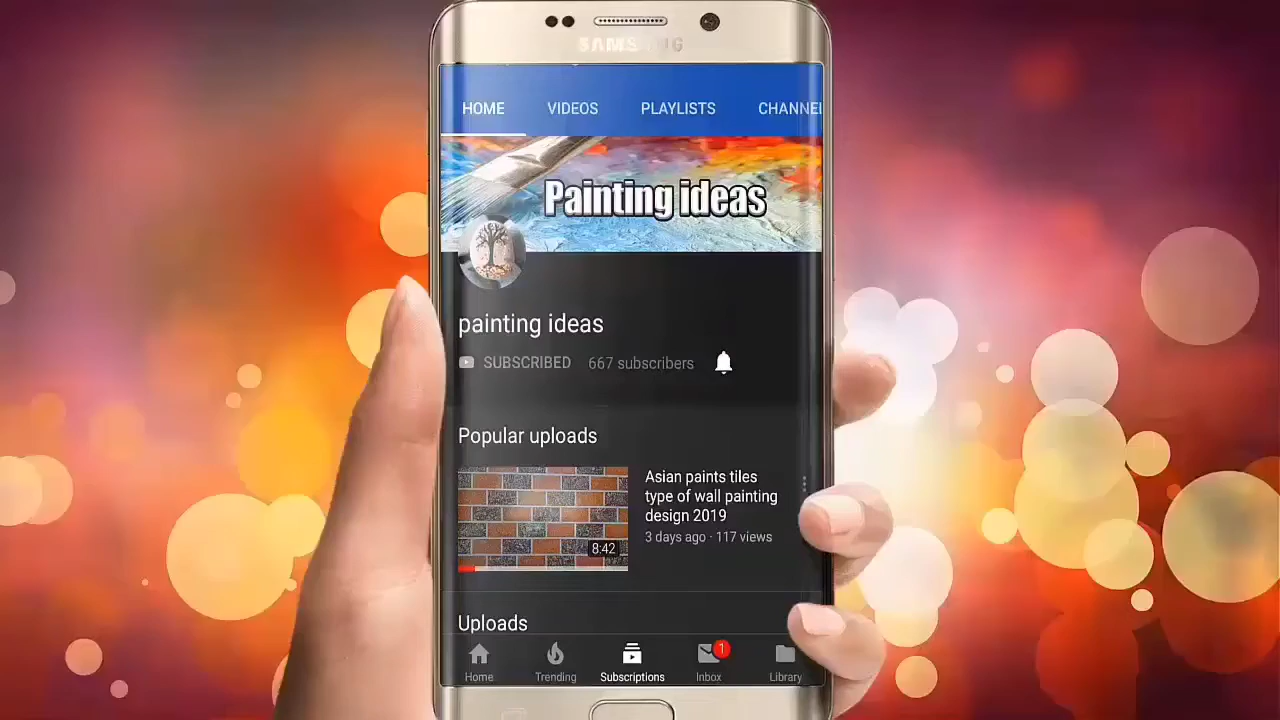 SAMSUNG
HOME VIDEOS PLAYLISTS CHANNEL
Painting ideas
painting ideas
SUBSCRIBED 667 subscribers
Popular uploads
Asian paints tiles
type of wall painting
design 2019
3 days ago · 117 views
8:42
Uploads
1
Home Trending Subscriptions Inbox Library